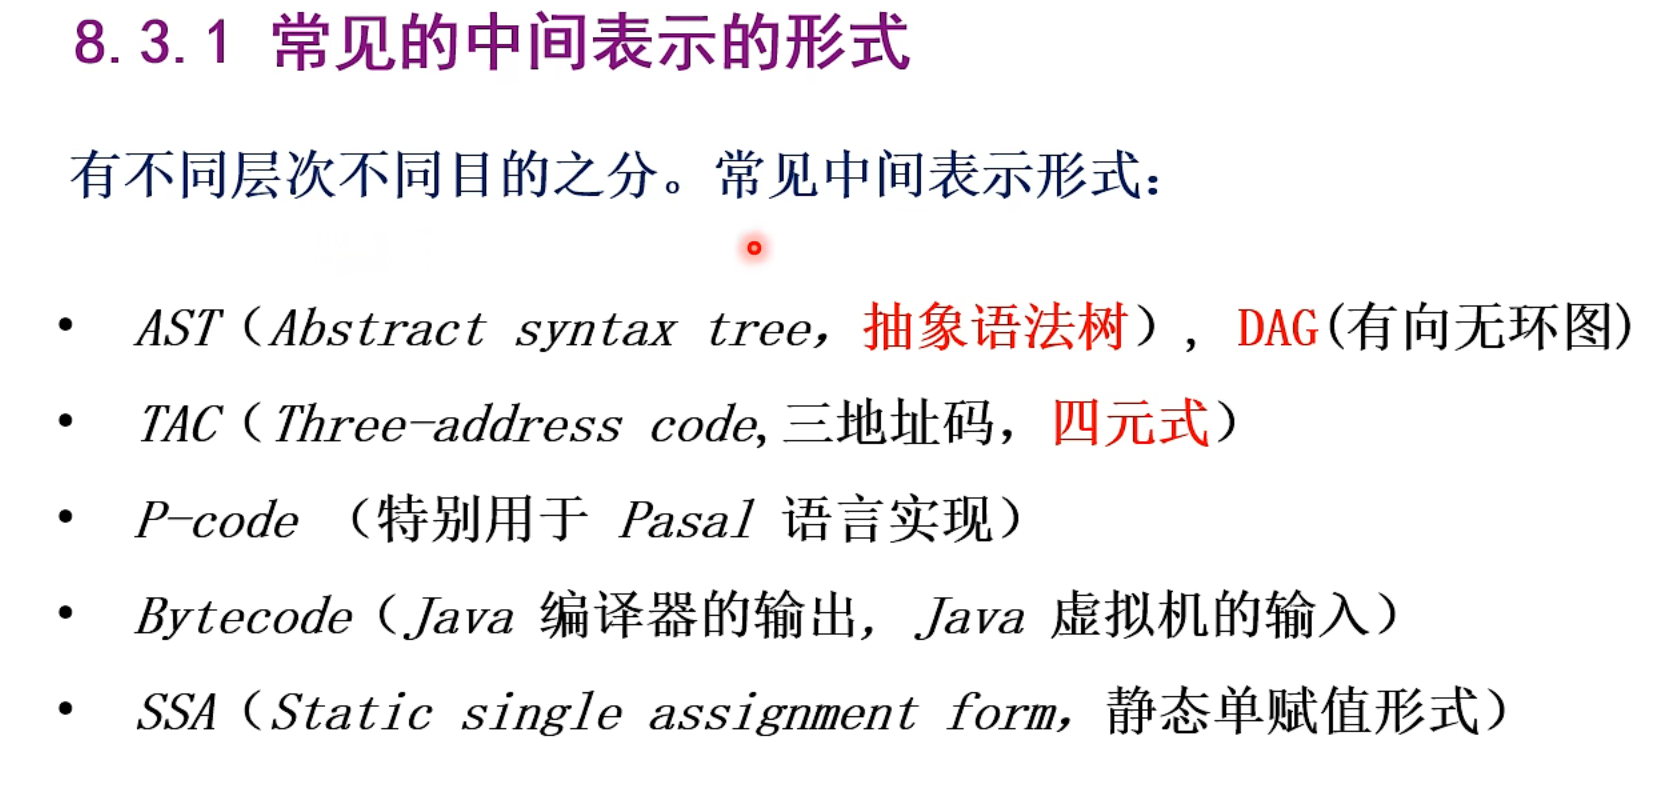 8.3.1 常见的中间表示的形式
有不同层次不同目的之分。常见中间表示形式：
• AST（Abstract syntax tree，抽象语法树）, DAG(有向无环图)
• TAC（Three-address code,三地址码，四元式）
• P-code （特别用于 Pasal 语言实现）
• Bytecode（Java 编译器的输出, Java 虚拟机的输入）
• SSA（Static single assignment form，静态单赋值形式）